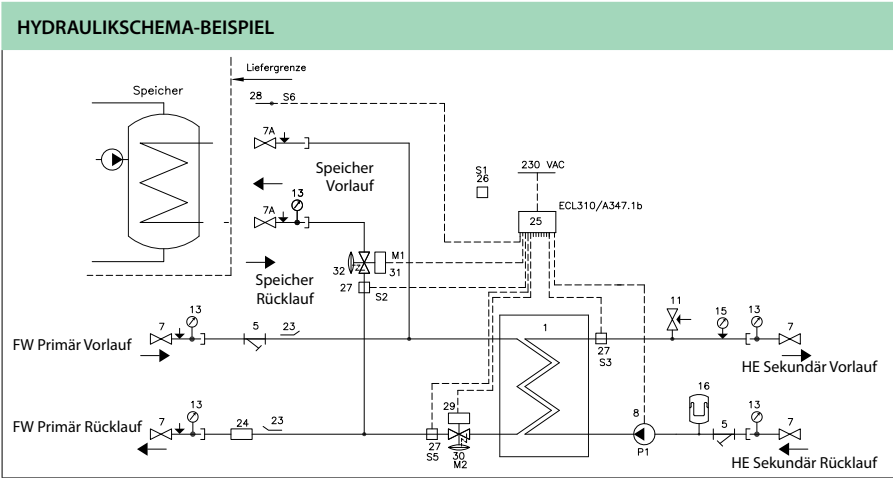 HYDRAULIKSCHEMA-BEISPIEL
Liefergrenze
Speicher
28 S6
7A
Speicher
Vorlauf
S1
26
230 VAC
ECL310/A347.1b
25
13
7A
M1
32
31
27
S2
Speicher
Rücklauf
13
7
5
23
1
27
S3
11
15
13
7
FW Primär Vorlauf
HE Sekundär Vorlauf
29
8
16
13
7
24
23
27
S5
30
M2
P1
5
13
7
FW Primär Rücklauf
HE Sekundär Rücklauf